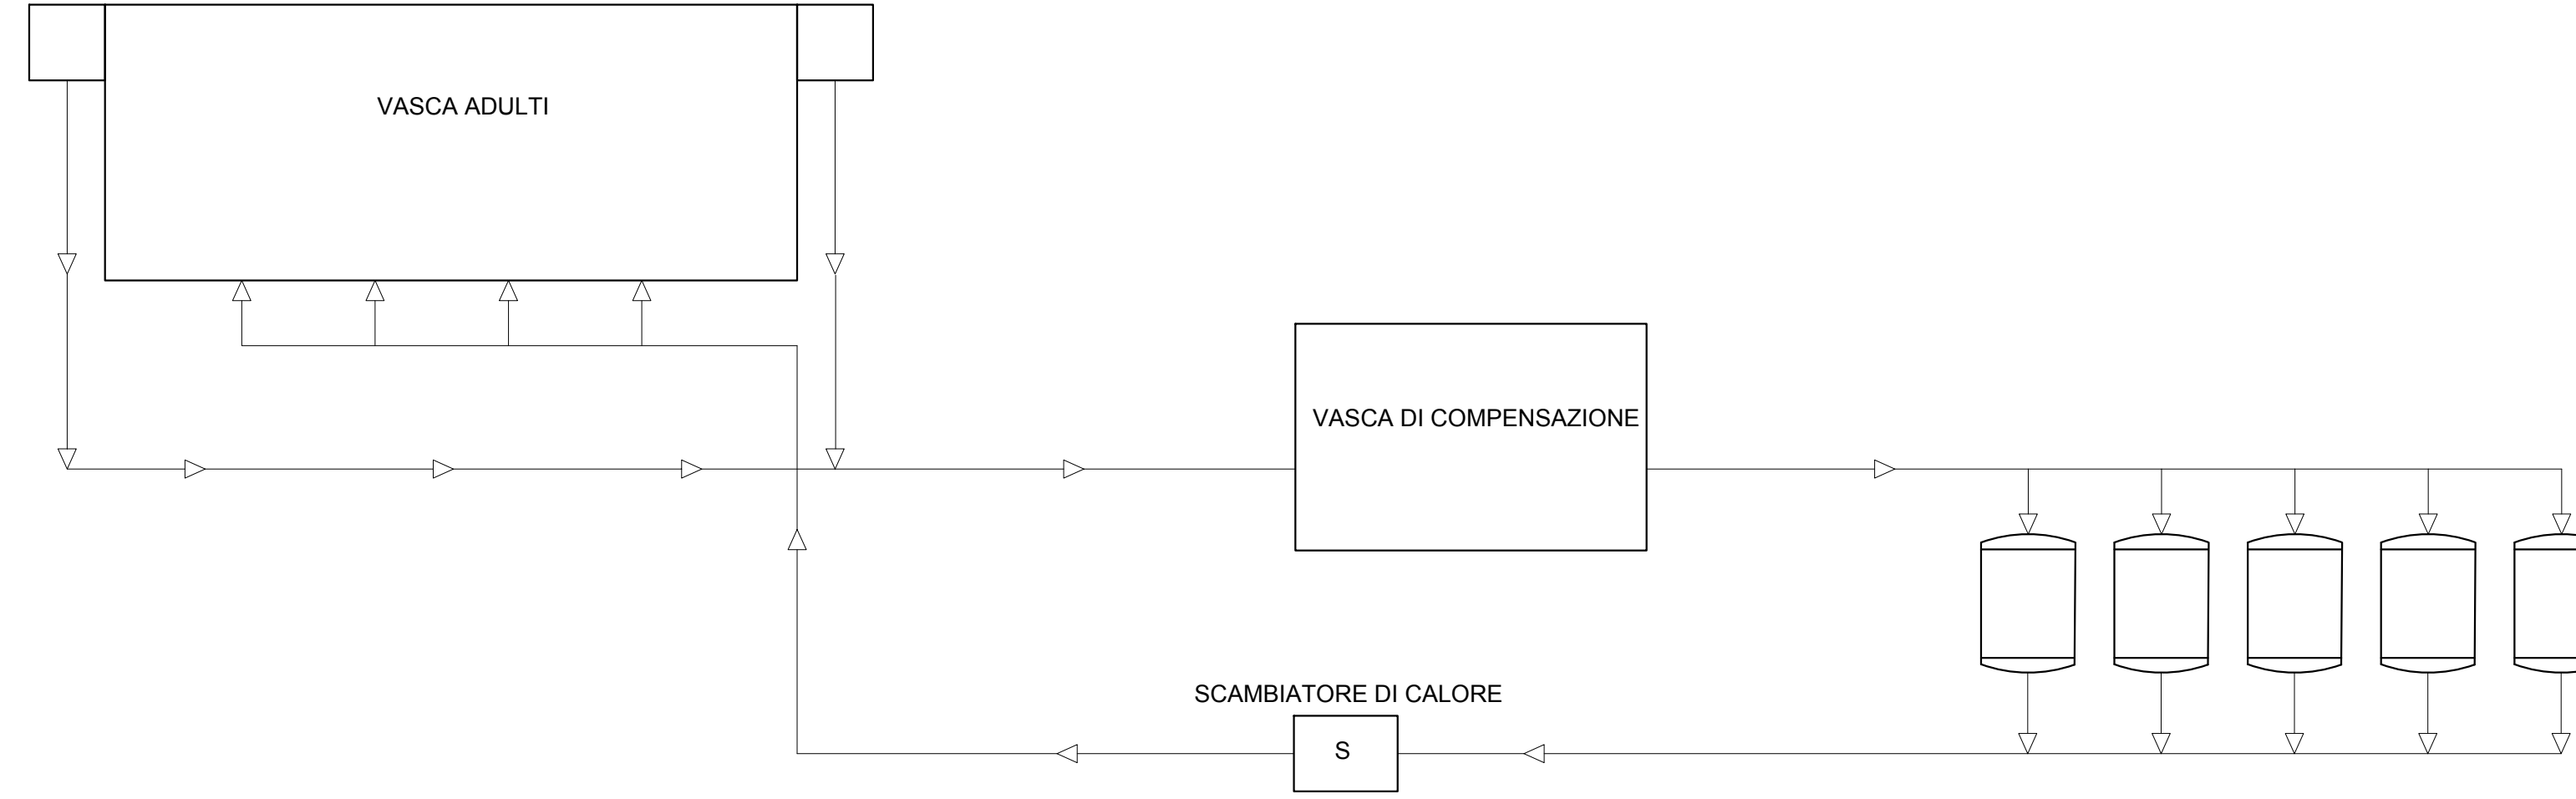 VASCA ADULTI
VASCA DI COMPENSAZIONE
SCAMBIATORE DI CALORE
S